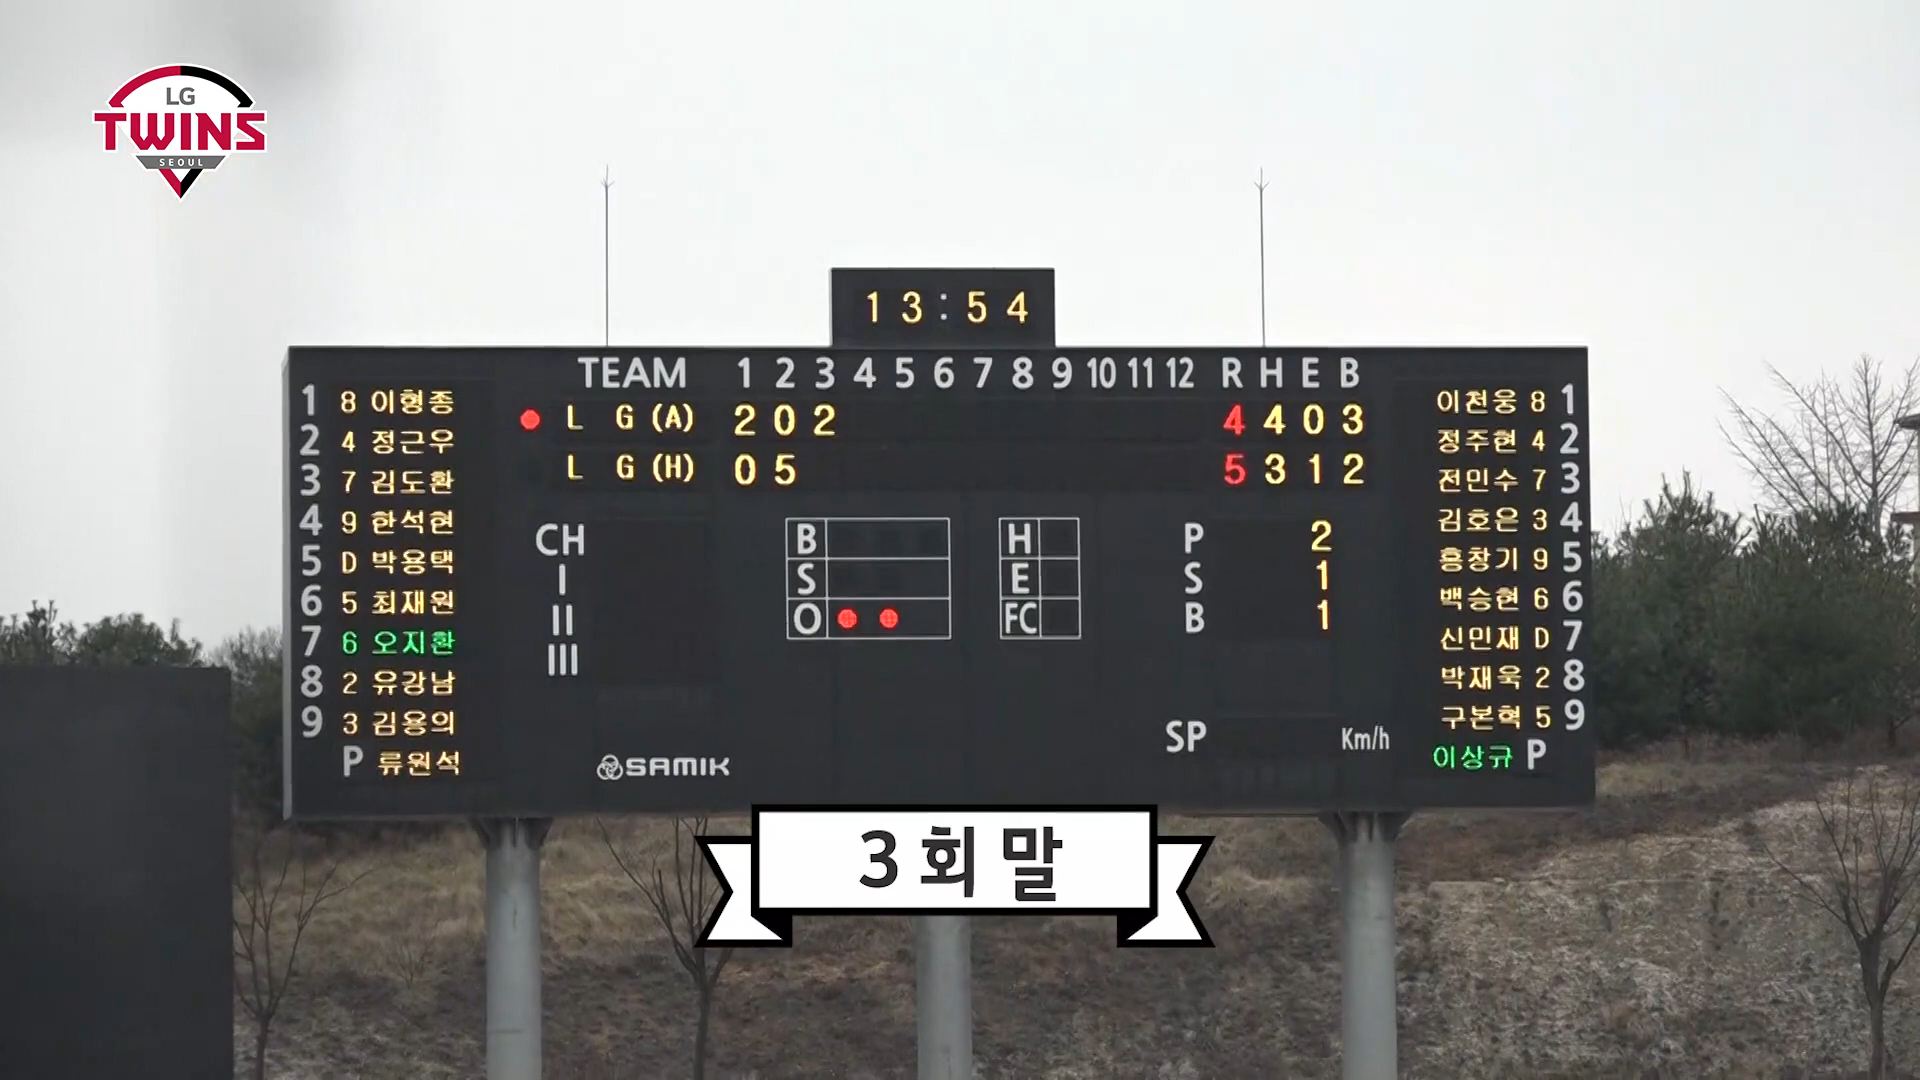 LG
TWINS
SEOUL
13:54
TEAM 1 2 3 4 5 6 7 8 9 10 11 12 R H E B
L G (A) 2 0 2 4 4 0 3
L G (H) 0 5 5 3 1 2
1 8 이형종
2 4 정근우
3 7 김도환
4 9 한석현
5 D 박용택
6 5 최재원
7 6 오지환
8 2 유강남
9 3 김용의
P 류원석
CH
I
II
III
B
S
O
H
E
FC
P 2
S 1
B 1
SP Km/h
SAMIK
이천웅 8 1
정주현 4 2
전민수 7 3
김호은 3 4
홍창기 9 5
백승현 6 6
신민재 D 7
박재욱 2 8
구본혁 5 9
이상규 P
3회말